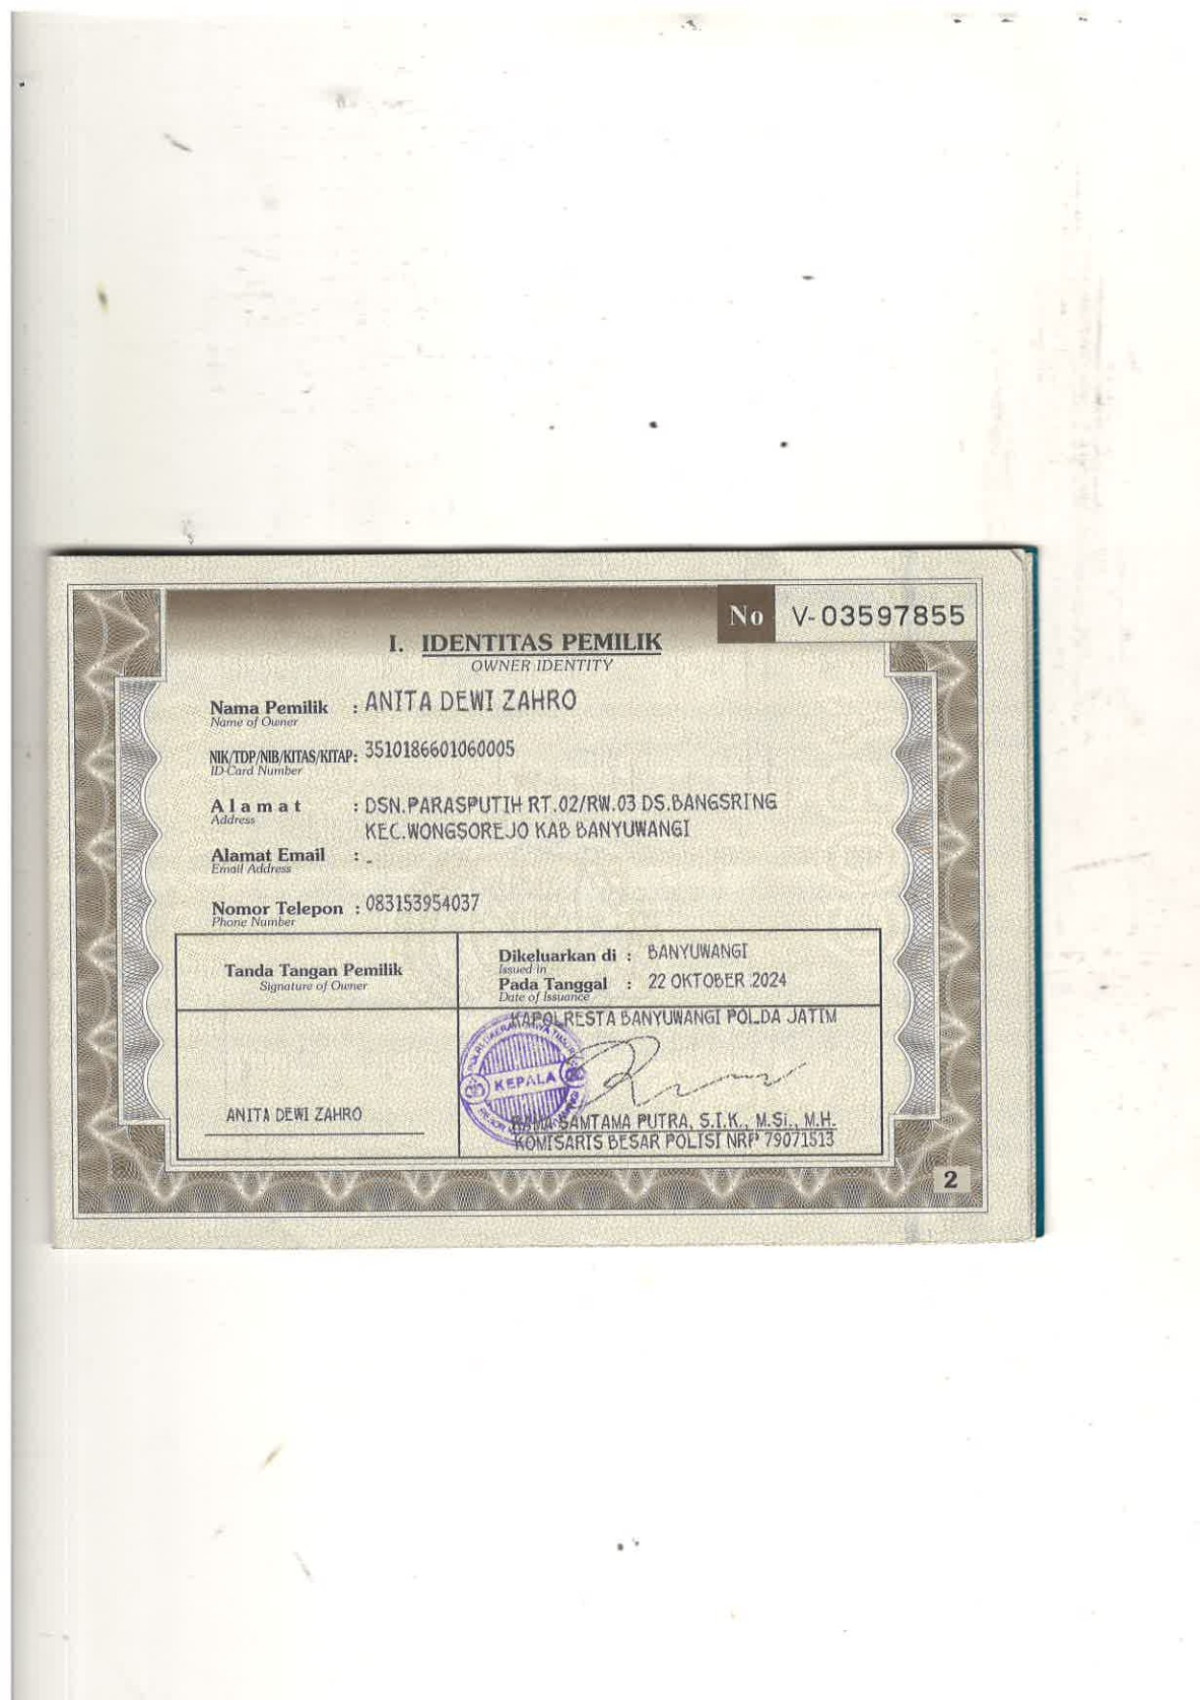 No V-03597855
I. IDENTITAS PEMILIK
OWNER IDENTITY
Nama Pemilik : ANITA DEWI ZAHRO
Name of Owner
NIK/TDP/NIB/KITAS/KITAP: 3510186601060005
ID-Card Number
Alamat : DSN.PARASPUTIH RT.02/RW.03 DS.BANGSRING
Address
KEC.WONGSOREJO KAB BANYUWANGI
Alamat Email : -
Email Address
Nomor Telepon : 083153954037
Phone Number
Tanda Tangan Pemilik
Signature of Owner
Dikeluarkan di : BANYUWANGI
Issued in
Pada Tanggal : 22 OKTOBER 2024
Date of Issuance
KAPOLRESTA BANYUWANGI POLDA JATIM
KEPALA
ANITA DEWI ZAHRO
RAMA SAMTAMA PUTRA, S.I.K., M.Si., M.H.
KOMISARIS BESAR POLISI NRP 79071513
2